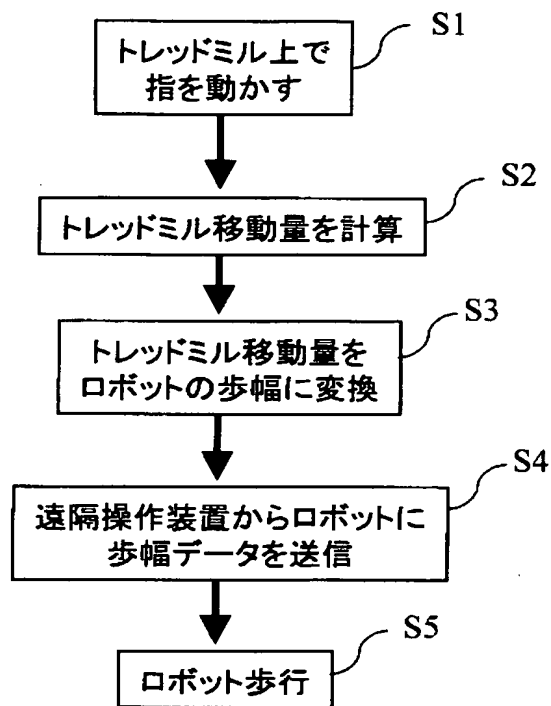 S1
トレッドミル上で
指を動かす
S2
トレッドミル移動量を計算
S3
トレッドミル移動量を
ロボットの歩幅に変換
S4
遠隔操作装置からロボットに
歩幅データを送信
S5
ロボット歩行